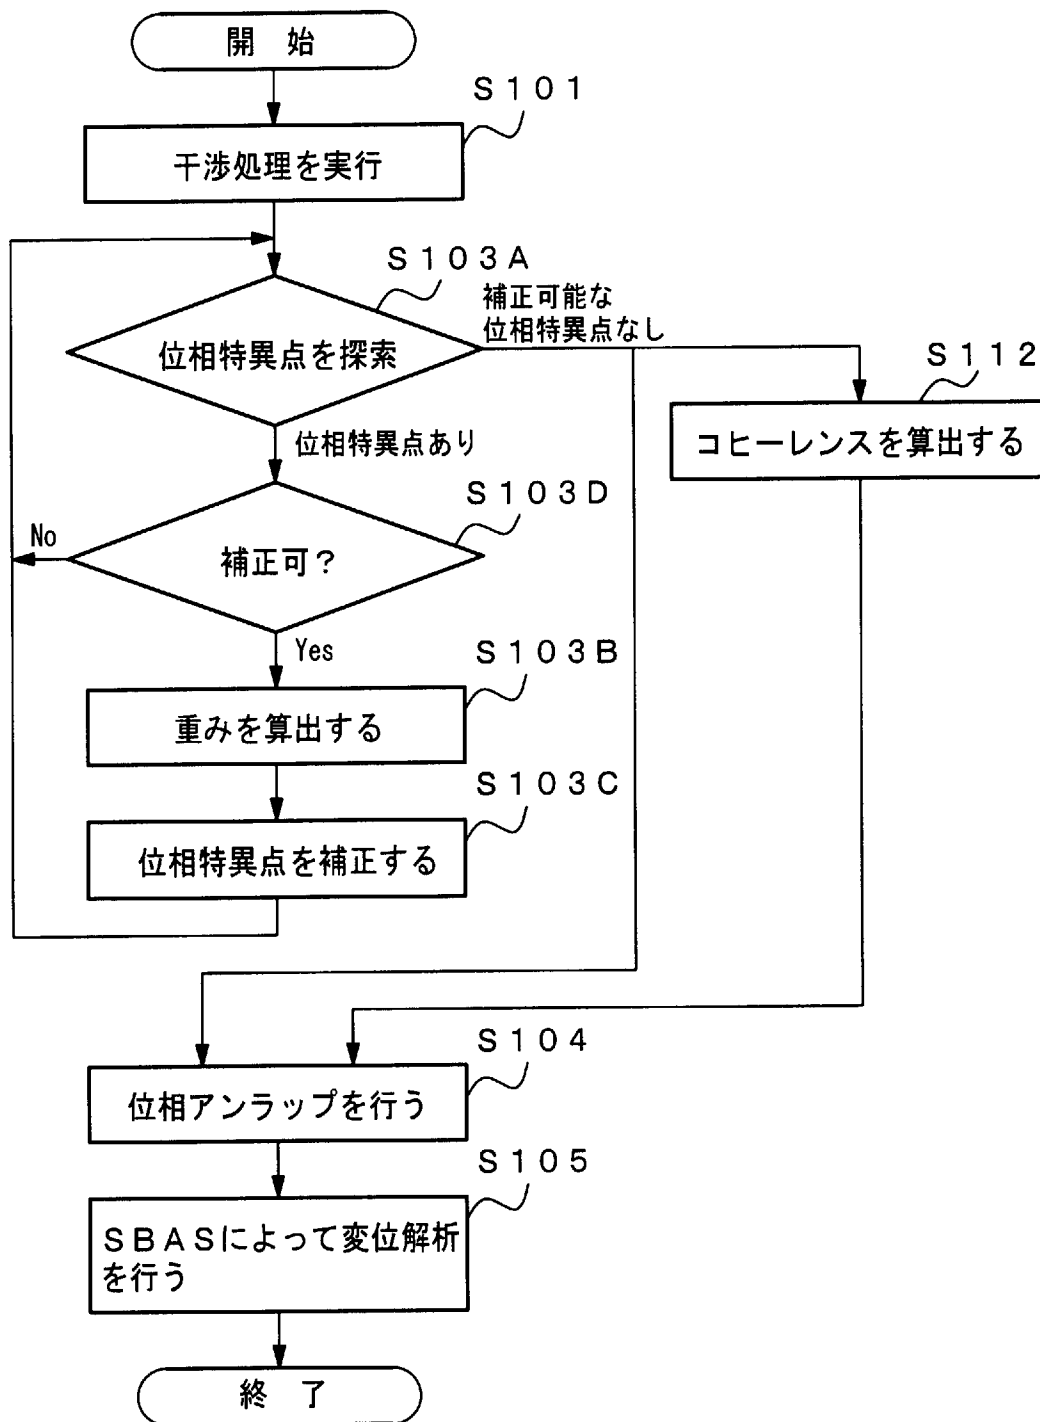 開 始
S101
干渉処理を実行
S103A
補正可能な
位相特異点なし
位相特異点を探索
S112
コヒーレンスを算出する
位相特異点あり
S103D
No
補正可?
Yes
S103B
重みを算出する
S103C
位相特異点を補正する
S104
位相アンラップを行う
S105
SBASによって変位解析
を行う
終 了